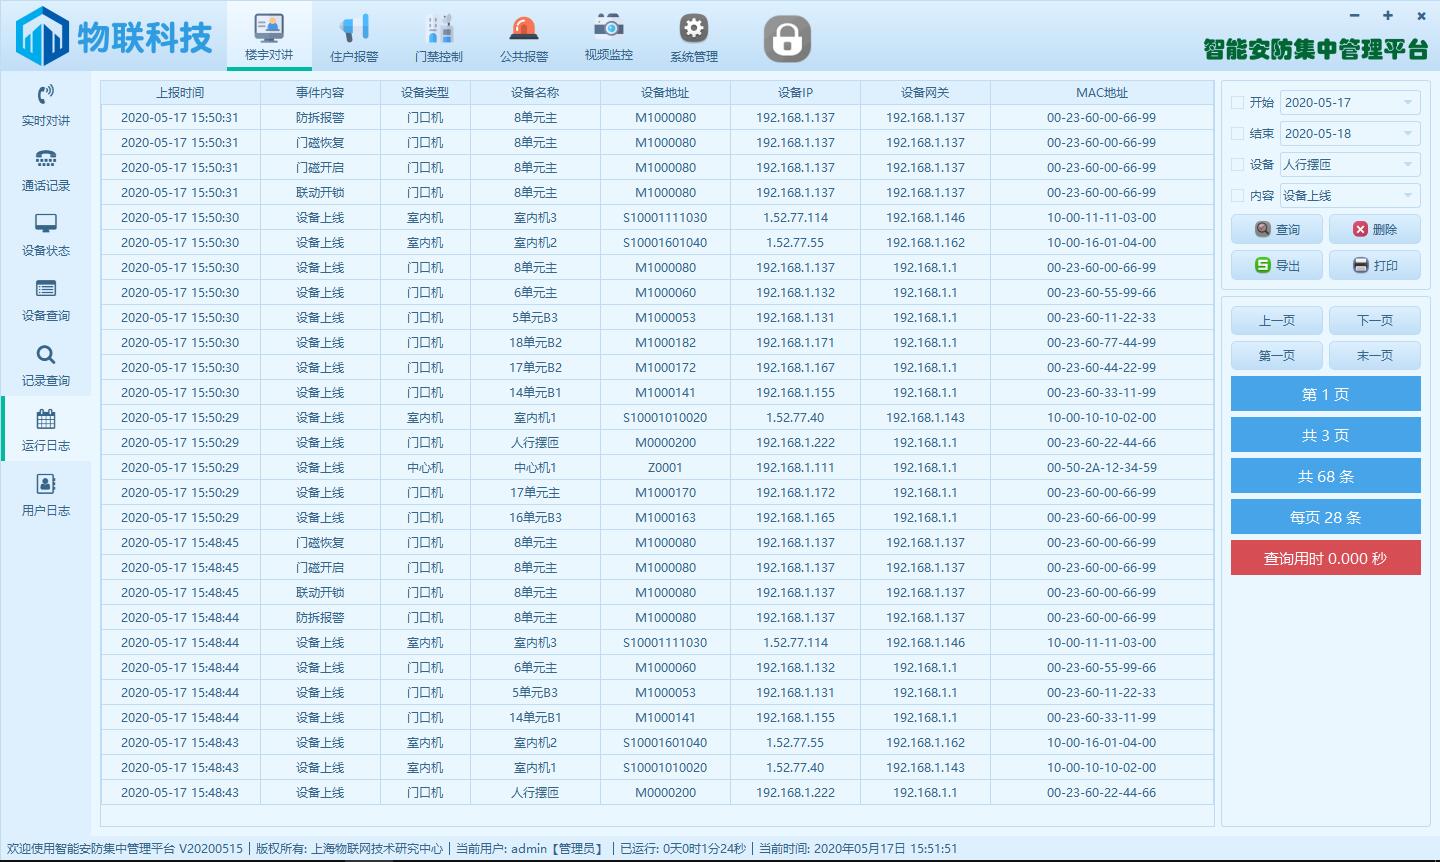 物联科技
楼宇对讲 住户报警 门禁控制 公共报警 视频监控 系统管理
智能安防集中管理平台
实时对讲
通话记录
设备状态
设备查询
记录查询
运行日志
用户日志
上报时间 事件内容 设备类型 设备名称 设备地址 设备IP 设备网关 MAC地址
2020-05-17 15:50:31 防拆报警 门口机 8单元主 M1000080 192.168.1.137 192.168.1.137 00-23-60-00-66-99
2020-05-17 15:50:31 门磁恢复 门口机 8单元主 M1000080 192.168.1.137 192.168.1.137 00-23-60-00-66-99
2020-05-17 15:50:31 门磁开启 门口机 8单元主 M1000080 192.168.1.137 192.168.1.137 00-23-60-00-66-99
2020-05-17 15:50:31 联动开锁 门口机 8单元主 M1000080 192.168.1.137 192.168.1.137 00-23-60-00-66-99
2020-05-17 15:50:30 设备上线 室内机 室内机3 S10001111030 1.52.77.114 192.168.1.146 10-00-11-11-03-00
2020-05-17 15:50:30 设备上线 室内机 室内机2 S10001601040 1.52.77.55 192.168.1.162 10-00-16-01-04-00
2020-05-17 15:50:30 设备上线 门口机 8单元主 M1000080 192.168.1.137 192.168.1.1 00-23-60-00-66-99
2020-05-17 15:50:30 设备上线 门口机 6单元主 M1000060 192.168.1.132 192.168.1.1 00-23-60-55-99-66
2020-05-17 15:50:30 设备上线 门口机 5单元B3 M1000053 192.168.1.131 192.168.1.1 00-23-60-11-22-33
2020-05-17 15:50:30 设备上线 门口机 18单元B2 M1000182 192.168.1.171 192.168.1.1 00-23-60-77-44-99
2020-05-17 15:50:30 设备上线 门口机 17单元B2 M1000172 192.168.1.167 192.168.1.1 00-23-60-44-22-99
2020-05-17 15:50:30 设备上线 门口机 14单元B1 M1000141 192.168.1.155 192.168.1.1 00-23-60-33-11-99
2020-05-17 15:50:29 设备上线 室内机 室内机1 S10001010020 1.52.77.40 192.168.1.143 10-00-10-10-02-00
2020-05-17 15:50:29 设备上线 门口机 人行摆匝 M0000200 192.168.1.222 192.168.1.1 00-23-60-22-44-66
2020-05-17 15:50:29 设备上线 中心机 中心机1 Z0001 192.168.1.111 192.168.1.1 00-50-2A-12-34-59
2020-05-17 15:50:29 设备上线 门口机 17单元主 M1000170 192.168.1.172 192.168.1.1 00-23-60-00-66-99
2020-05-17 15:50:29 设备上线 门口机 16单元B3 M1000163 192.168.1.165 192.168.1.1 00-23-60-66-00-99
2020-05-17 15:48:45 门磁恢复 门口机 8单元主 M1000080 192.168.1.137 192.168.1.137 00-23-60-00-66-99
2020-05-17 15:48:45 门磁开启 门口机 8单元主 M1000080 192.168.1.137 192.168.1.137 00-23-60-00-66-99
2020-05-17 15:48:45 联动开锁 门口机 8单元主 M1000080 192.168.1.137 192.168.1.137 00-23-60-00-66-99
2020-05-17 15:48:44 防拆报警 门口机 8单元主 M1000080 192.168.1.137 192.168.1.137 00-23-60-00-66-99
2020-05-17 15:48:44 设备上线 室内机 室内机3 S10001111030 1.52.77.114 192.168.1.146 10-00-11-11-03-00
2020-05-17 15:48:44 设备上线 门口机 6单元主 M1000060 192.168.1.132 192.168.1.1 00-23-60-55-99-66
2020-05-17 15:48:44 设备上线 门口机 5单元B3 M1000053 192.168.1.131 192.168.1.1 00-23-60-11-22-33
2020-05-17 15:48:44 设备上线 门口机 14单元B1 M1000141 192.168.1.155 192.168.1.1 00-23-60-33-11-99
2020-05-17 15:48:43 设备上线 室内机 室内机2 S10001601040 1.52.77.55 192.168.1.162 10-00-16-01-04-00
2020-05-17 15:48:43 设备上线 室内机 室内机1 S10001010020 1.52.77.40 192.168.1.143 10-00-10-10-02-00
2020-05-17 15:48:43 设备上线 门口机 人行摆匝 M0000200 192.168.1.222 192.168.1.1 00-23-60-22-44-66
开始 2020-05-17
结束 2020-05-18
设备 人行摆匝
内容 设备上线
查询 删除
导出 打印
上一页 下一页
第一页 末一页
第 1 页
共 3 页
共 68 条
每页 28 条
查询用时 0.000 秒
欢迎使用智能安防集中管理平台 V20200515 | 版权所有: 上海物联网技术研究中心 | 当前用户: admin【管理员】 | 已运行: 0天0时1分24秒 | 当前时间: 2020年05月17日 15:51:51